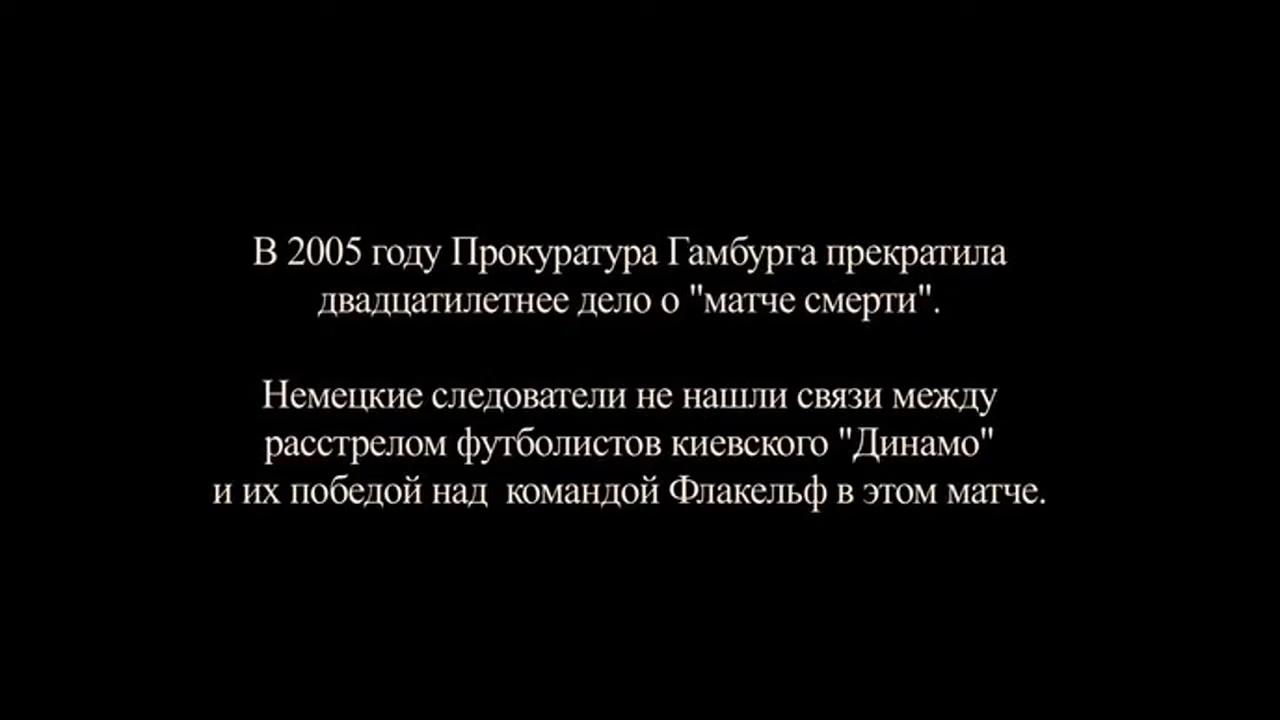 В 2005 году Прокуратура Гамбурга прекратила
двадцатилетнее дело о "матче смерти".
Немецкие следователи не нашли связи между
расстрелом футболистов киевского "Динамо"
и их победой над командой Флакельф в этом матче.